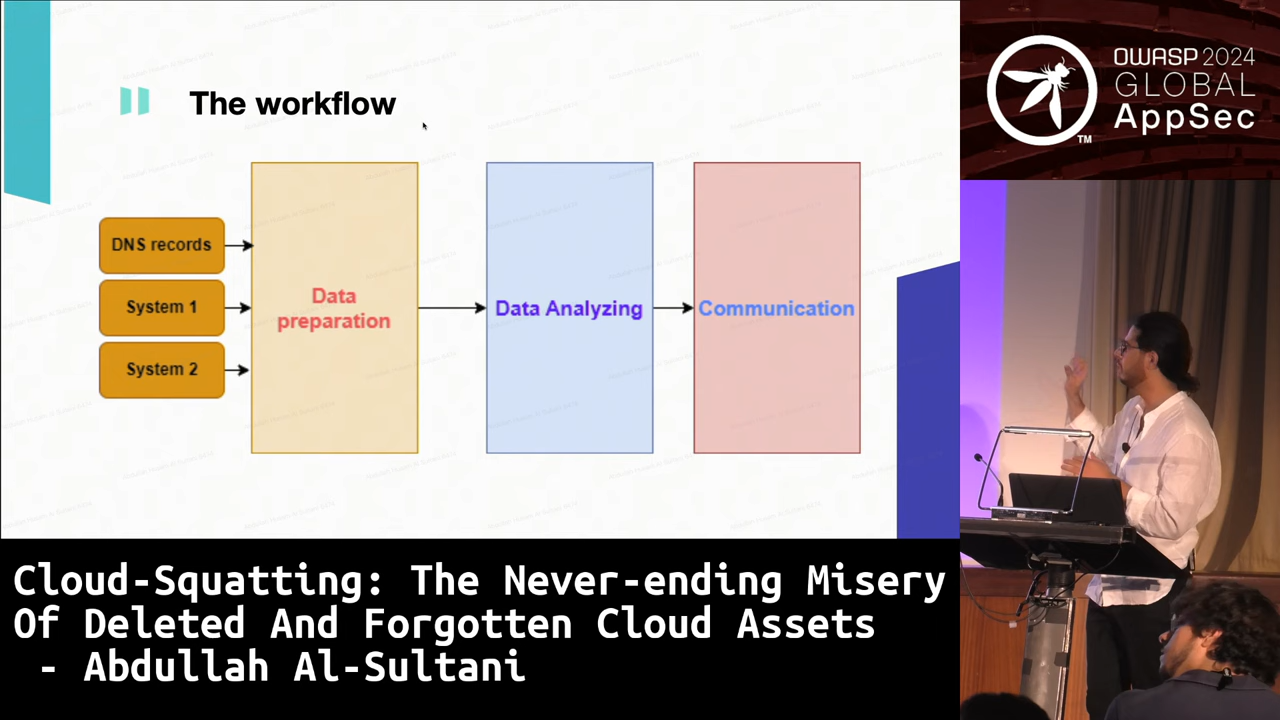 The workflow
DNS records
System 1
System 2
Data
preparation
Data Analyzing
Communication
OWASP 2024
GLOBAL
AppSec
TM
Cloud-Squatting: The Never-ending Misery
Of Deleted And Forgotten Cloud Assets
- Abdullah Al-Sultani